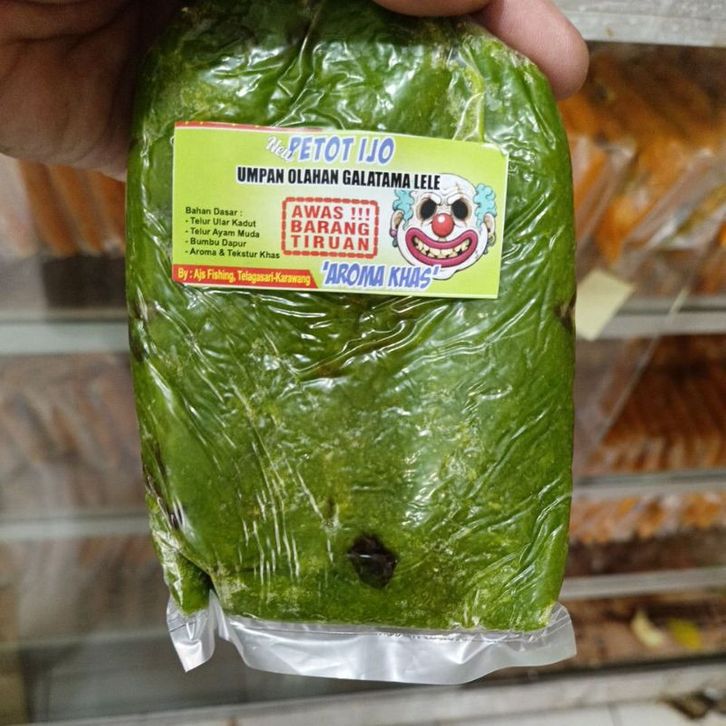 New PETOT IJO
UMPAN OLAHAN GALATAMA LELE
Bahan Dasar :
- Telur Ular Kadut
- Telur Ayam Muda
- Bumbu Dapur
- Aroma & Tekstur Khas
AWAS !!!
BARANG
TIRUAN
By : Ajs Fishing, Telagasari-Karawang
'AROMA KHAS'